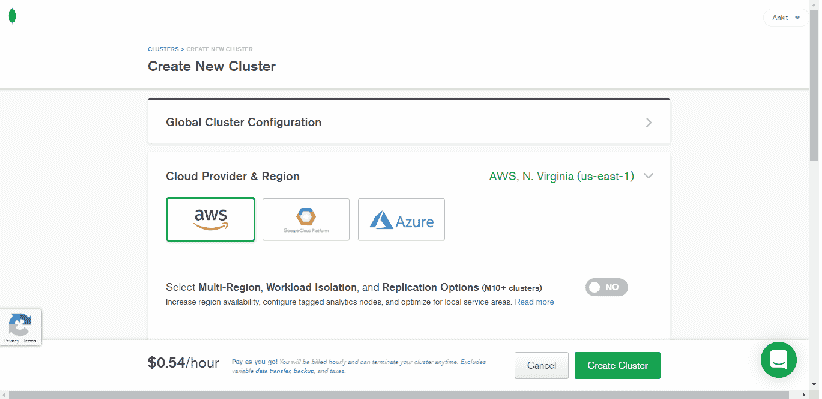 Ankit
CLUSTERS > CREATE NEW CLUSTER
Create New Cluster
Global Cluster Configuration
Cloud Provider & Region
AWS, N. Virginia (us-east-1)
aws
Google Cloud Platform
Azure
Select Multi-Region, Workload Isolation, and Replication Options (M10+ clusters)
NO
Increase region availability, configure tagged analytics nodes, and optimize for local service areas. Read more
Privacy - Terms
$0.54/hour
Pay as you go! You will be billed hourly and can terminate your cluster anytime. Excludes
variable data transfer, backup, and taxes.
Cancel
Create Cluster